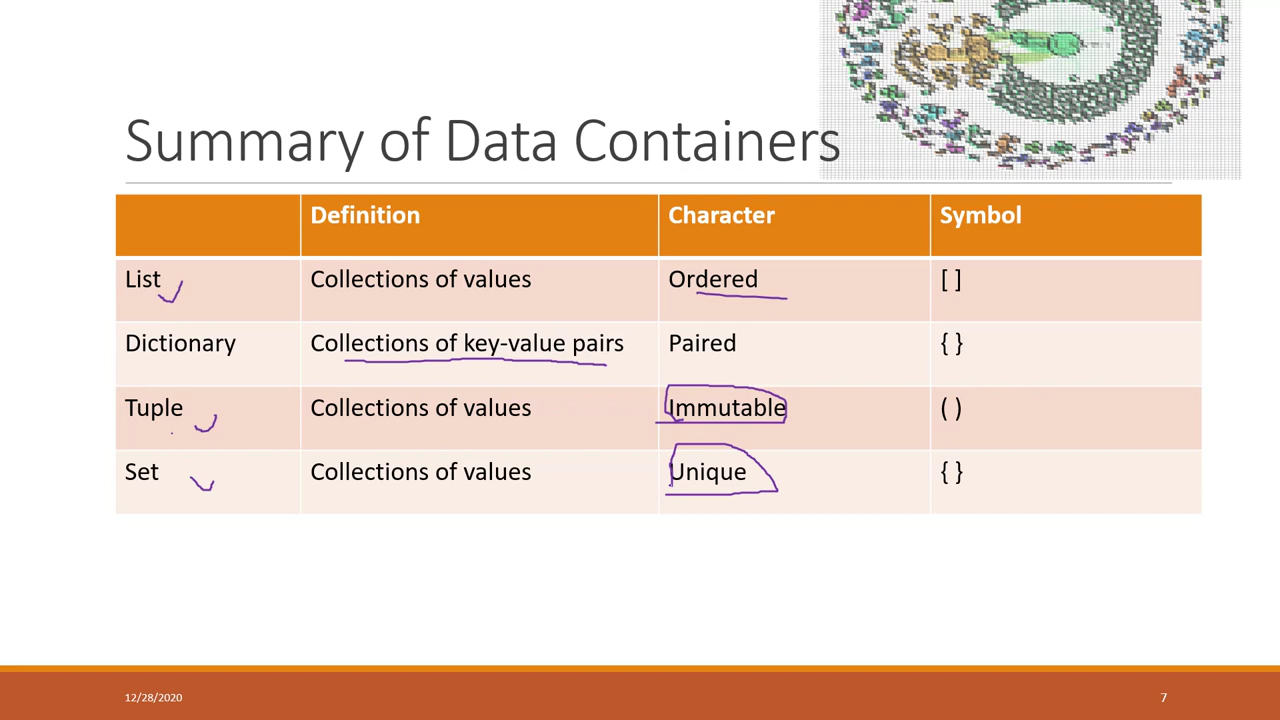 Summary of Data Containers
Definition Character Symbol
List Collections of values Ordered [ ]
Dictionary Collections of key-value pairs Paired { }
Tuple Collections of values Immutable ( )
Set Collections of values Unique { }
12/28/2020 7